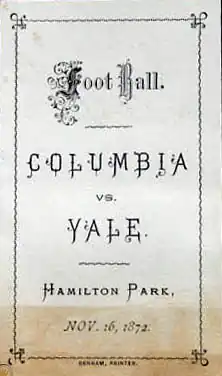 Foot Ball.
COLUMBIA
VS.
YALE.
HAMILTON PARK,
NOV. 16, 1872.
DENHAM, PRINTER.